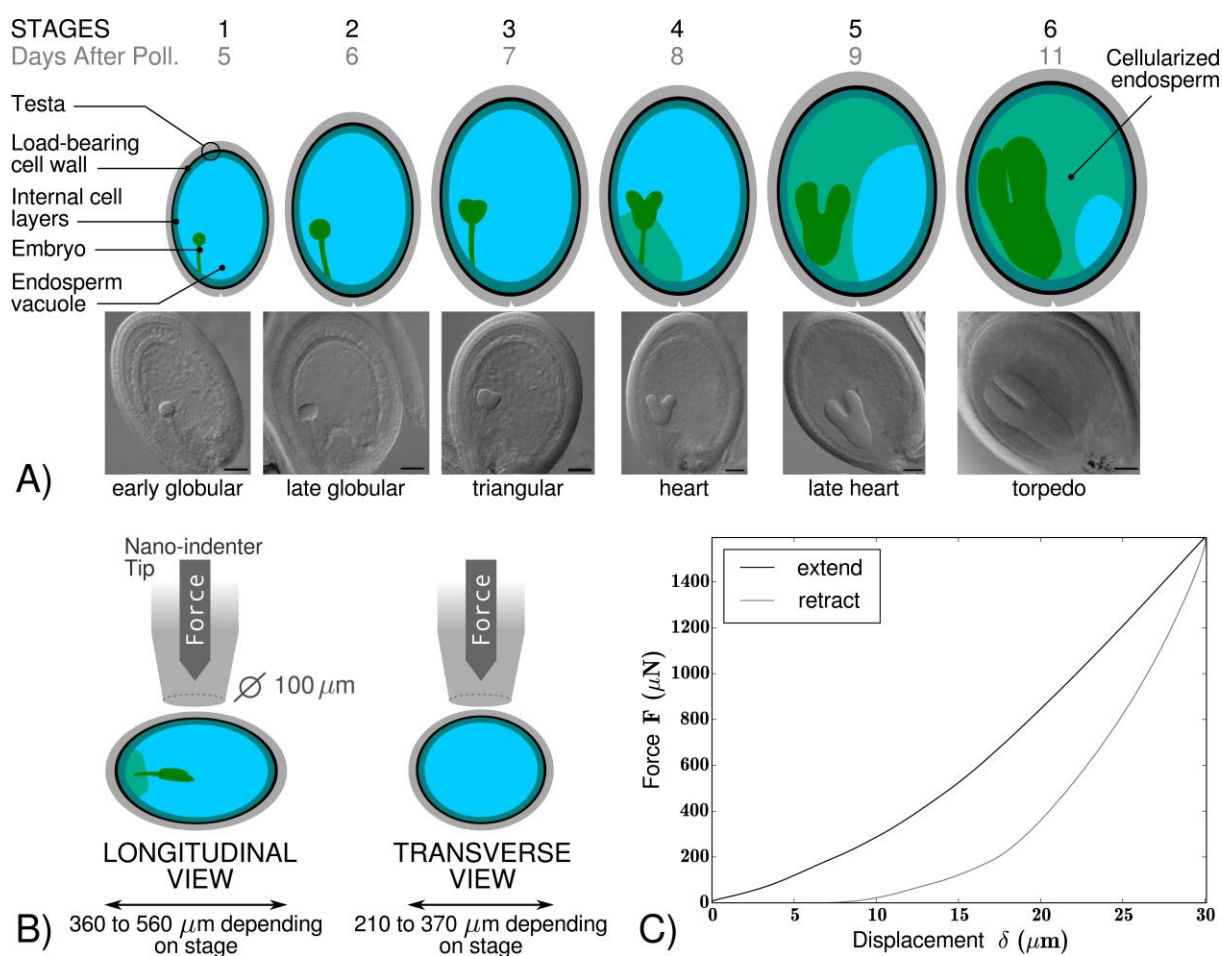 STAGES 1 2 3 4 5 6
Days After Poll. 5 6 7 8 9 11
Cellularized
endosperm
Testa
Load-bearing
cell wall
Internal cell
layers
Embryo
Endosperm
vacuole
A)
early globular late globular triangular heart late heart torpedo
Nano-indenter
Tip
Force
Force
∅ 100 μm
LONGITUDINAL
VIEW
TRANSVERSE
VIEW
B)
360 to 560 μm depending
on stage
210 to 370 μm depending
on stage
extend
retract
Force F (μN)
1400
1200
1000
800
600
400
200
0
0 5 10 15 20 25 30
C)
Displacement δ (μm)